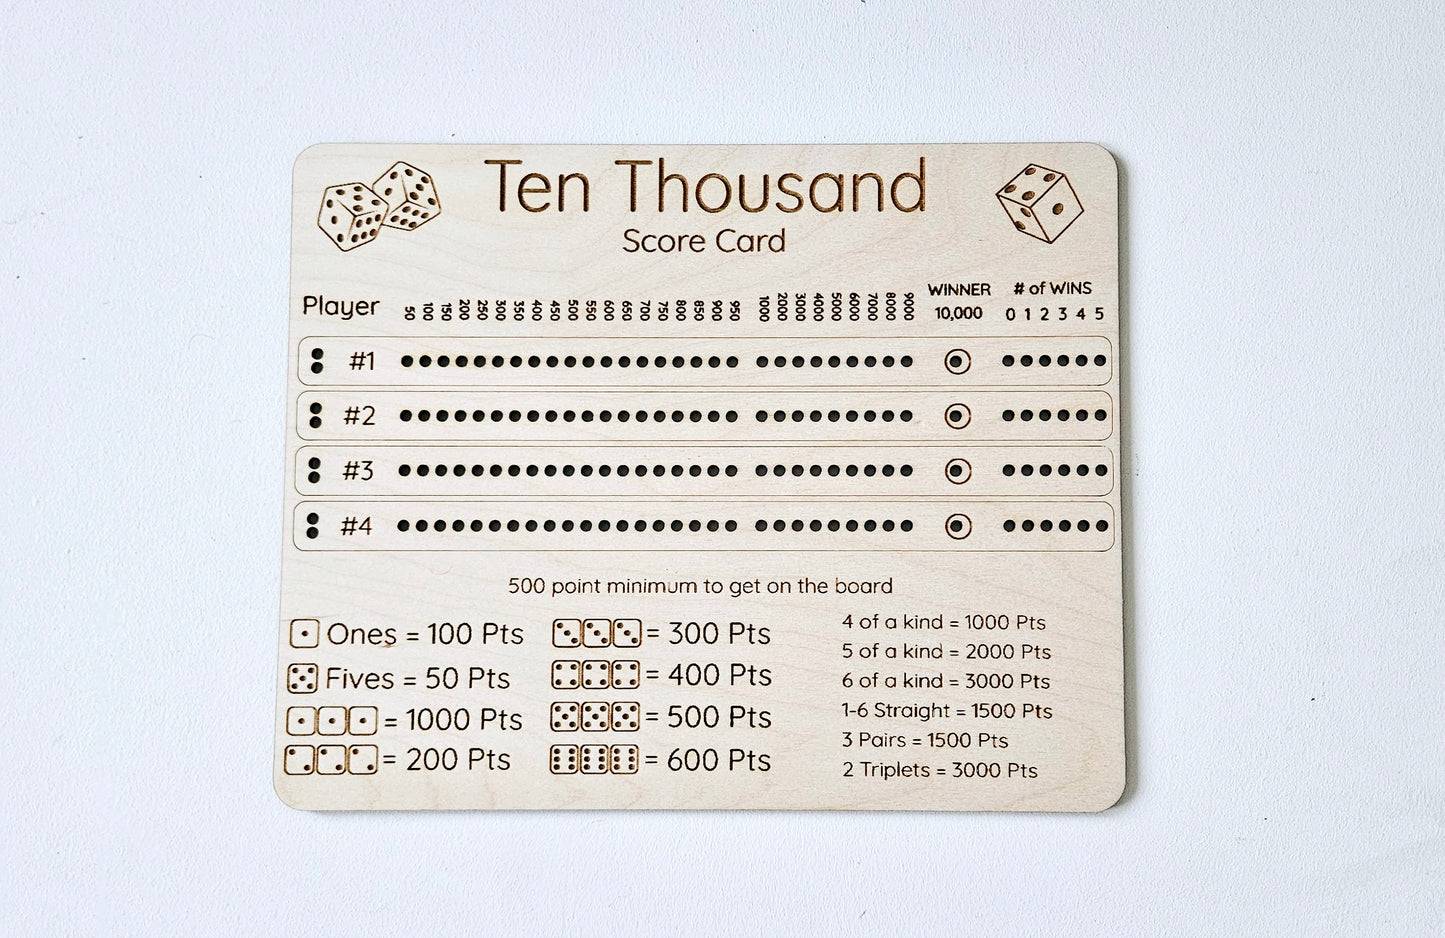 Ten Thousand
Score Card
Player 50 100 150 200 250 300 350 400 450 500 550 600 650 700 750 800 850 900 950 1000 2000 3000 4000 5000 6000 7000 8000 9000 WINNER 10,000 # of WINS 0 1 2 3 4 5
#1
#2
#3
#4
500 point minimum to get on the board
Ones = 100 Pts
Fives = 50 Pts
= 1000 Pts
= 200 Pts
= 300 Pts
= 400 Pts
= 500 Pts
= 600 Pts
4 of a kind = 1000 Pts
5 of a kind = 2000 Pts
6 of a kind = 3000 Pts
1-6 Straight = 1500 Pts
3 Pairs = 1500 Pts
2 Triplets = 3000 Pts